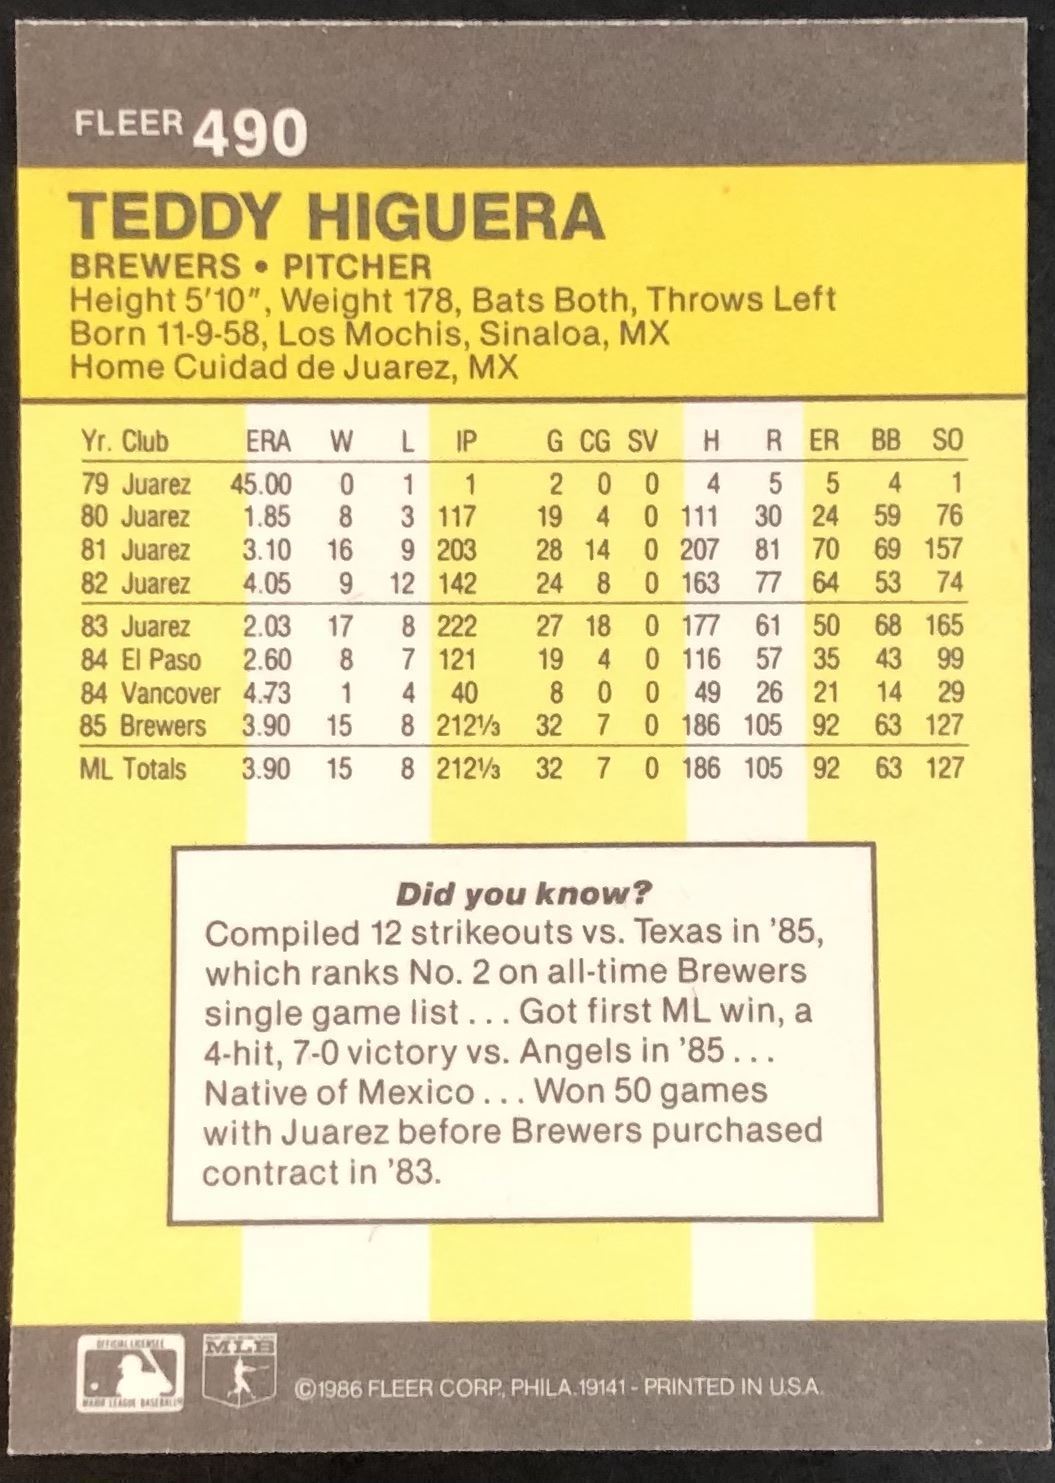 FLEER 490
TEDDY HIGUERA
BREWERS • PITCHER
Height 5'10", Weight 178, Bats Both, Throws Left
Born 11-9-58, Los Mochis, Sinaloa, MX
Home Cuidad de Juarez, MX
Yr. Club ERA W L IP G CG SV H R ER BB SO
79 Juarez 45.00 0 1 1 2 0 0 4 5 5 4 1
80 Juarez 1.85 8 3 117 19 4 0 111 30 24 59 76
81 Juarez 3.10 16 9 203 28 14 0 207 81 70 69 157
82 Juarez 4.05 9 12 142 24 8 0 163 77 64 53 74
83 Juarez 2.03 17 8 222 27 18 0 177 61 50 68 165
84 El Paso 2.60 8 7 121 19 4 0 116 57 35 43 99
84 Vancover 4.73 1 4 40 8 0 0 49 26 21 14 29
85 Brewers 3.90 15 8 212⅓ 32 7 0 186 105 92 63 127
ML Totals 3.90 15 8 212⅓ 32 7 0 186 105 92 63 127
Did you know?
Compiled 12 strikeouts vs. Texas in '85,
which ranks No. 2 on all-time Brewers
single game list . . . Got first ML win, a
4-hit, 7-0 victory vs. Angels in '85 . . .
Native of Mexico . . . Won 50 games
with Juarez before Brewers purchased
contract in '83.
OFFICIAL LICENSEE
MAJOR LEAGUE BASEBALL
MLB
©1986 FLEER CORP., PHILA. 19141 - PRINTED IN U.S.A.